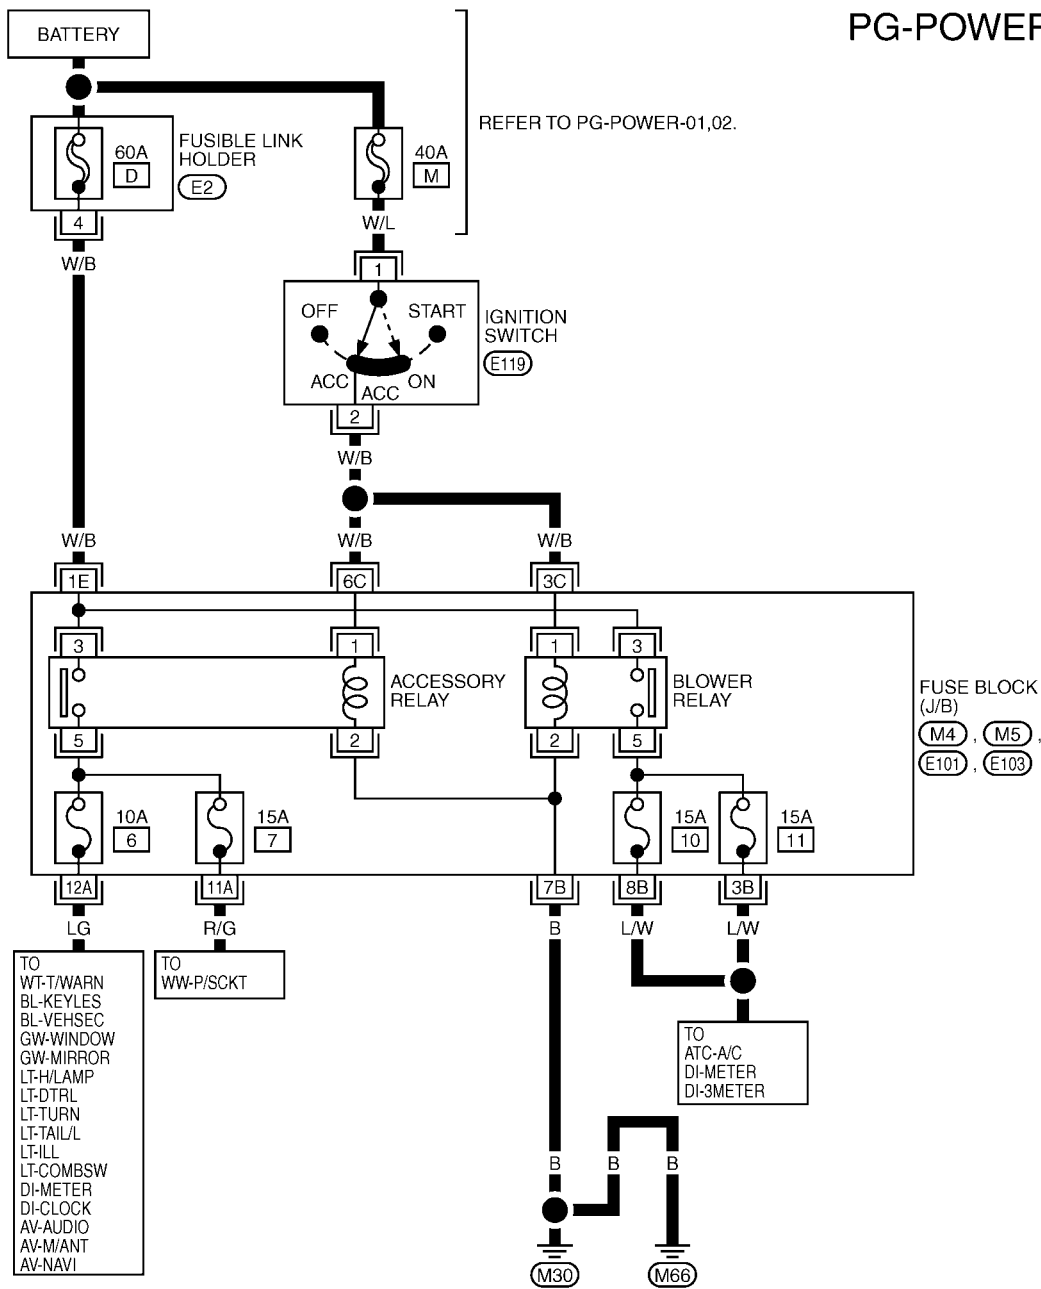 PG-POWER
BATTERY
REFER TO PG-POWER-01,02.
FUSIBLE LINK
HOLDER
E2
60A
D
40A
M
4
W/L
W/B
1
OFF
START
IGNITION
SWITCH
E119
ACC
ON
ACC
2
W/B
W/B
W/B
W/B
1E
6C
3C
3
1
1
3
ACCESSORY
RELAY
BLOWER
RELAY
FUSE BLOCK
(J/B)
M4 , M5 ,
E101 , E103
5
2
2
5
10A
6
15A
7
15A
10
15A
11
12A
11A
7B
8B
3B
LG
R/G
B
L/W
L/W
TO
WT-T/WARN
BL-KEYLES
BL-VEHSEC
GW-WINDOW
GW-MIRROR
LT-H/LAMP
LT-DTRL
LT-TURN
LT-TAIL/L
LT-ILL
LT-COMBSW
DI-METER
DI-CLOCK
AV-AUDIO
AV-M/ANT
AV-NAVI
TO
WW-P/SCKT
TO
ATC-A/C
DI-METER
DI-3METER
B
B
B
M30
M66